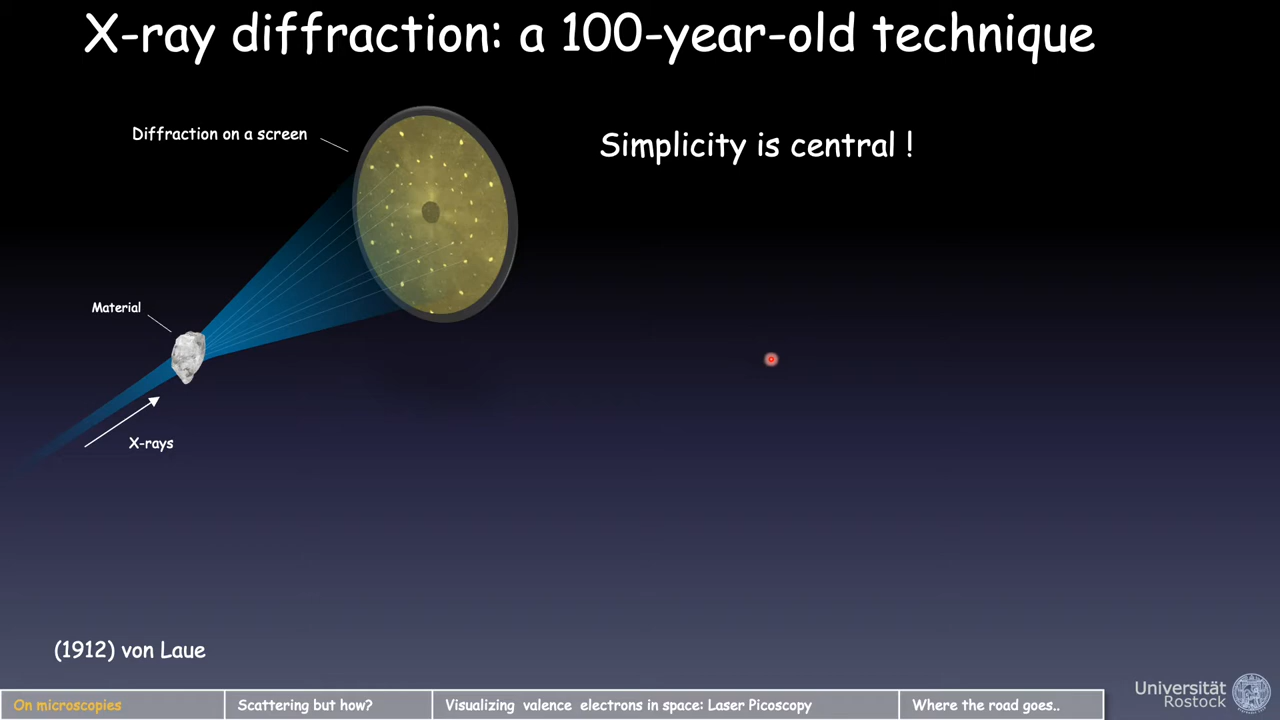 X-ray diffraction: a 100-year-old technique
Diffraction on a screen
Simplicity is central !
Material
X-rays
(1912) von Laue
On microscopies
Scattering but how?
Visualizing valence electrons in space: Laser Picoscopy
Where the road goes..
Universität
Rostock